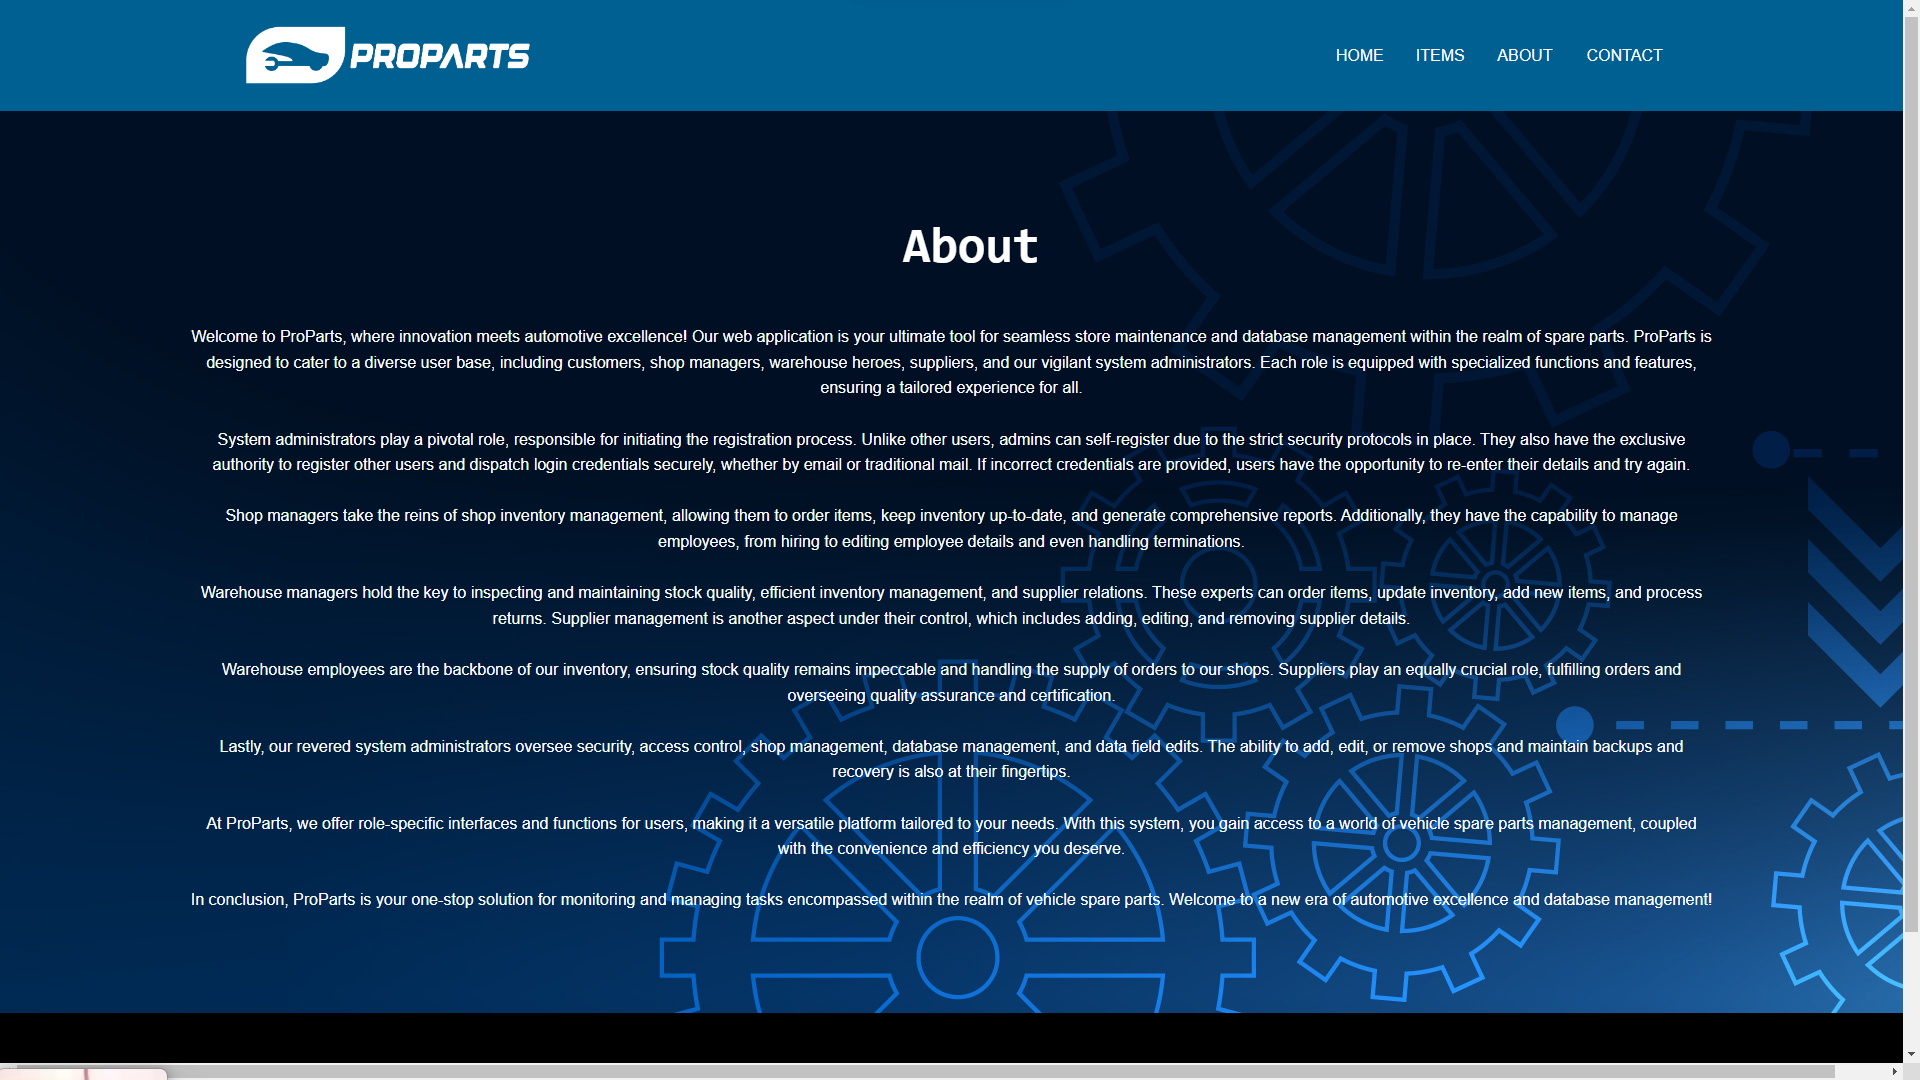 PROPARTS
HOME ITEMS ABOUT CONTACT
About
Welcome to ProParts, where innovation meets automotive excellence! Our web application is your ultimate tool for seamless store maintenance and database management within the realm of spare parts. ProParts is
designed to cater to a diverse user base, including customers, shop managers, warehouse heroes, suppliers, and our vigilant system administrators. Each role is equipped with specialized functions and features,
ensuring a tailored experience for all.
System administrators play a pivotal role, responsible for initiating the registration process. Unlike other users, admins can self-register due to the strict security protocols in place. They also have the exclusive
authority to register other users and dispatch login credentials securely, whether by email or traditional mail. If incorrect credentials are provided, users have the opportunity to re-enter their details and try again.
Shop managers take the reins of shop inventory management, allowing them to order items, keep inventory up-to-date, and generate comprehensive reports. Additionally, they have the capability to manage
employees, from hiring to editing employee details and even handling terminations.
Warehouse managers hold the key to inspecting and maintaining stock quality, efficient inventory management, and supplier relations. These experts can order items, update inventory, add new items, and process
returns. Supplier management is another aspect under their control, which includes adding, editing, and removing supplier details.
Warehouse employees are the backbone of our inventory, ensuring stock quality remains impeccable and handling the supply of orders to our shops. Suppliers play an equally crucial role, fulfilling orders and
overseeing quality assurance and certification.
Lastly, our revered system administrators oversee security, access control, shop management, database management, and data field edits. The ability to add, edit, or remove shops and maintain backups and
recovery is also at their fingertips.
At ProParts, we offer role-specific interfaces and functions for users, making it a versatile platform tailored to your needs. With this system, you gain access to a world of vehicle spare parts management, coupled
with the convenience and efficiency you deserve.
In conclusion, ProParts is your one-stop solution for monitoring and managing tasks encompassed within the realm of vehicle spare parts. Welcome to a new era of automotive excellence and database management!